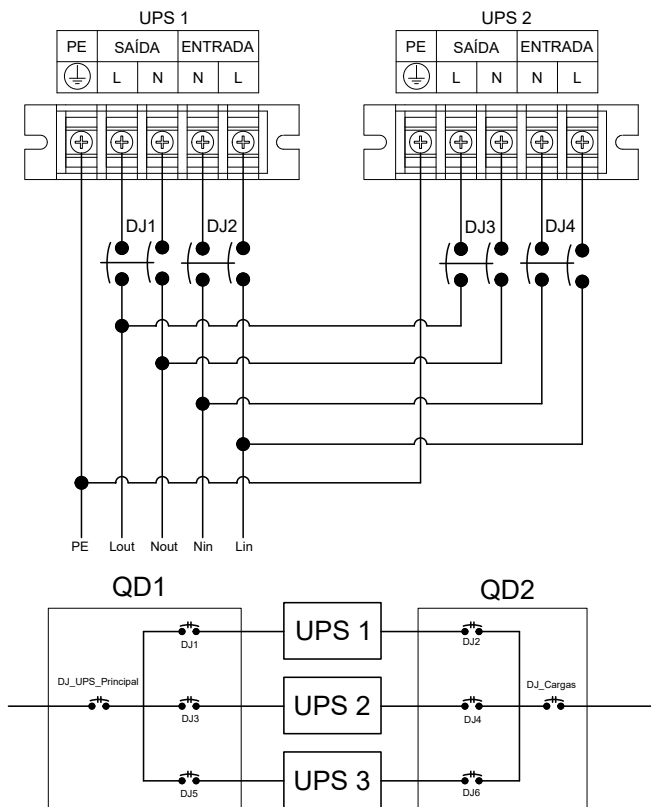 UPS 1 UPS 2
PE SAÍDA ENTRADA PE SAÍDA ENTRADA
L N N L L N N L
DJ1 DJ2 DJ3 DJ4
PE Lout Nout Nin Lin
QD1 QD2
UPS 1
DJ1 DJ2
DJ_UPS_Principal DJ_Cargas
UPS 2
DJ3 DJ4
UPS 3
DJ5 DJ6